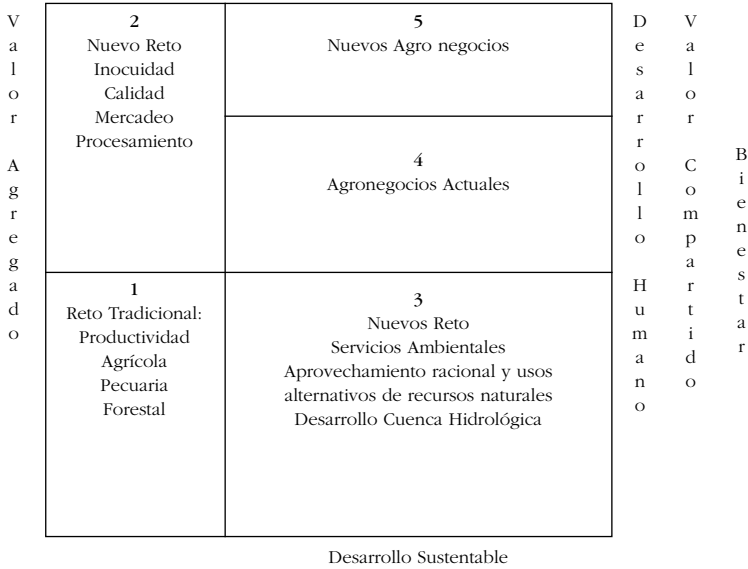 Valor Agregado
2
Nuevo Reto
Inocuidad
Calidad
Mercadeo
Procesamiento
5
Nuevos Agro negocios
4
Agronegocios Actuales
1
Reto Tradicional:
Productividad
Agrícola
Pecuaria
Forestal
3
Nuevos Reto
Servicios Ambientales
Aprovechamiento racional y usos
alternativos de recursos naturales
Desarrollo Cuenca Hidrológica
Desarrollo Humano
Valor Compartido
Bienestar
Desarrollo Sustentable